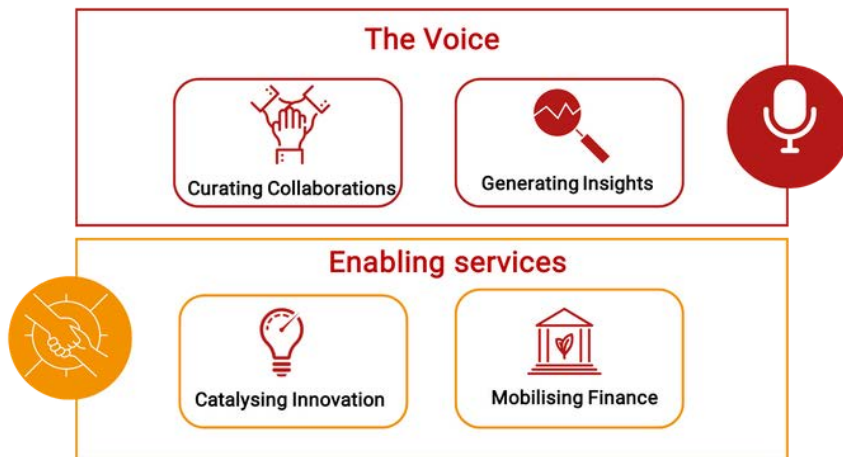 The Voice
Curating Collaborations
Generating Insights
Enabling services
Catalysing Innovation
Mobilising Finance